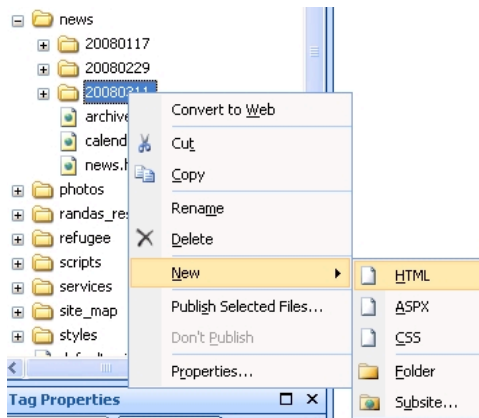 news
20080117
20080229
20080311
archive
Convert to Web
calend
Cut
news.h
Copy
photos
Rename
randas_re
refugee
Delete
scripts
New
HTML
services
Publish Selected Files...
ASPX
site_map
Don't Publish
CSS
styles
Properties...
Folder
Tag Properties
Subsite...